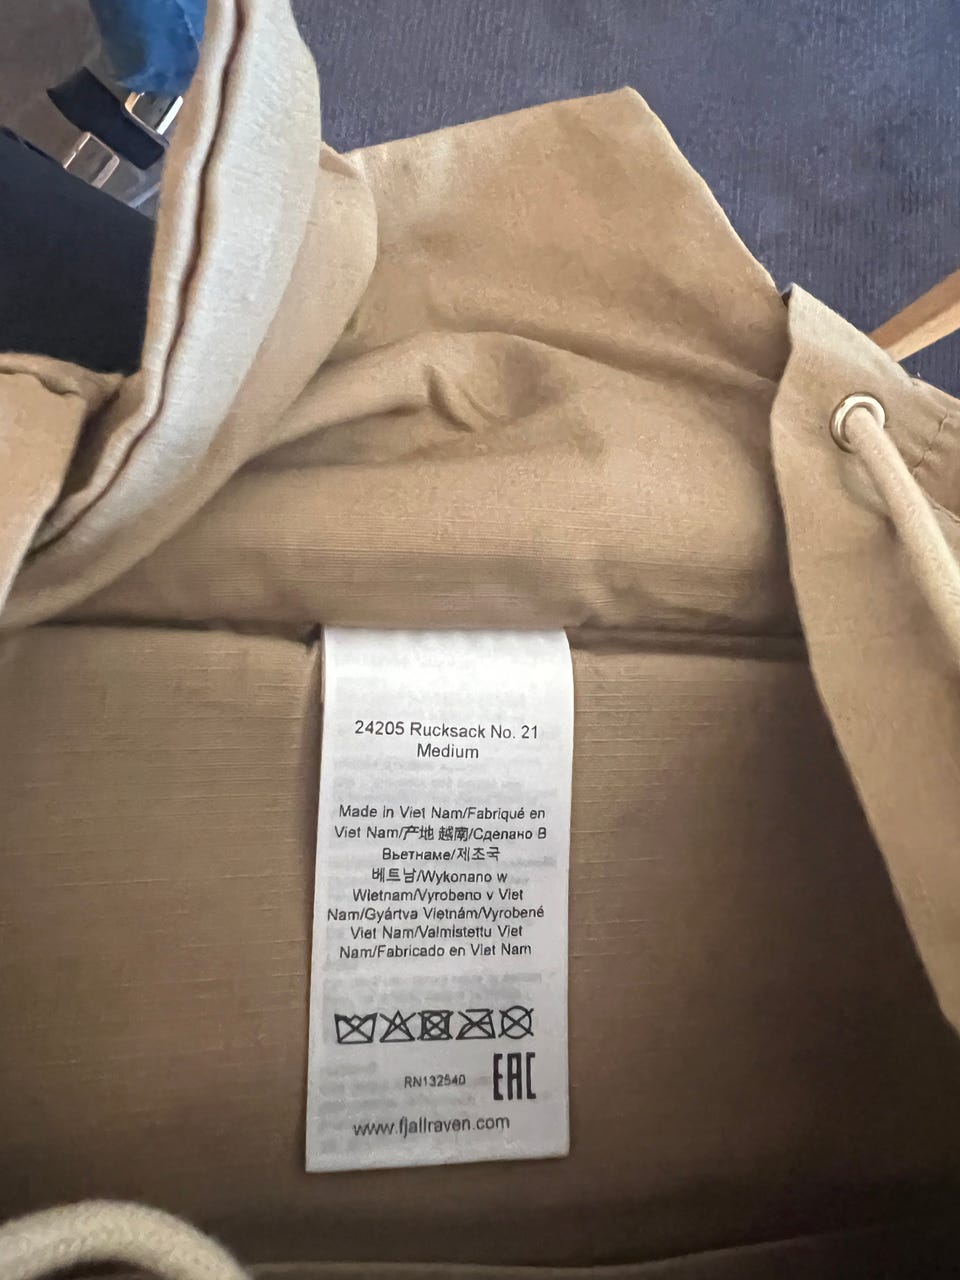 24205 Rucksack No. 21
Medium
Made in Viet Nam/Fabriqué en
Viet Nam/产地 越南/Сделано В
Вьетнаме/제조국
베트남/Wykonano w
Wietnam/Vyrobeno v Viet
Nam/Gyártva Vietnám/Vyrobené
Viet Nam/Valmistettu Viet
Nam/Fabricado en Viet Nam
RN132540
EAC
www.fjallraven.com